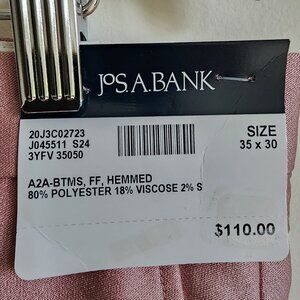 JOS.A.BANK
20J3C02723
J045511 S24
3YFV 35050
SIZE
35 x 30
A2A-BTMS, FF, HEMMED
80% POLYESTER 18% VISCOSE 2% S
$110.00